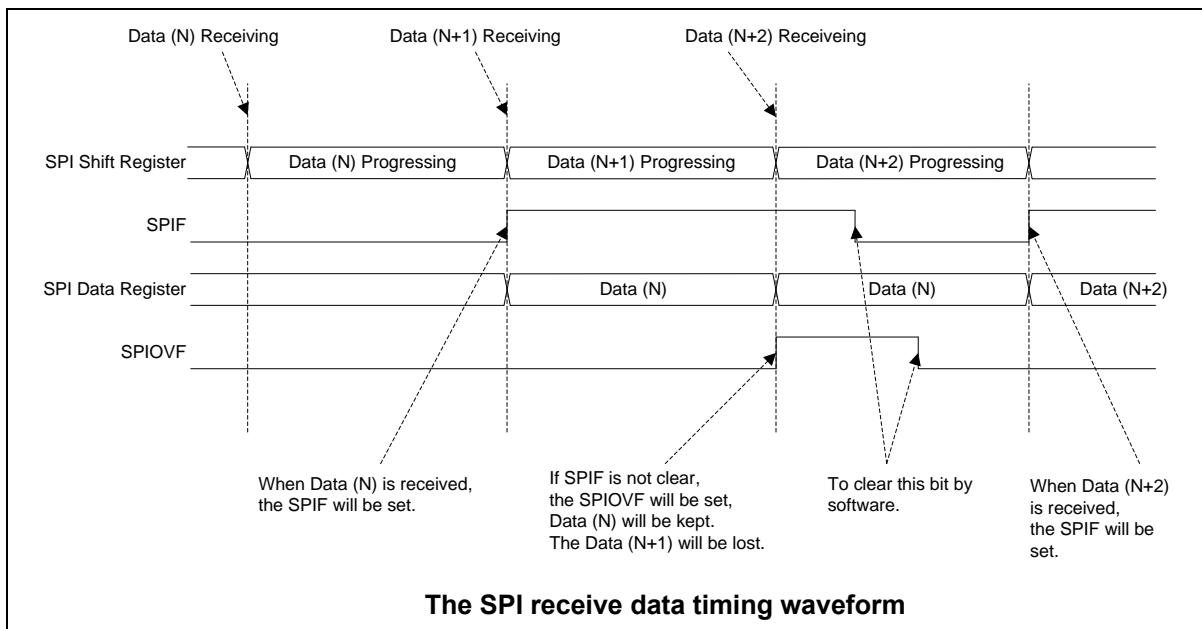 Data (N) Receiving
Data (N+1) Receiving
Data (N+2) Receiveing
SPI Shift Register
Data (N) Progressing
Data (N+1) Progressing
Data (N+2) Progressing
SPIF
SPI Data Register
Data (N)
Data (N)
Data (N+2)
SPIOVF
When Data (N) is received,
the SPIF will be set.
If SPIF is not clear,
the SPIOVF will be set,
Data (N) will be kept.
The Data (N+1) will be lost.
To clear this bit by
software.
When Data (N+2)
is received,
the SPIF will be
set.
The SPI receive data timing waveform